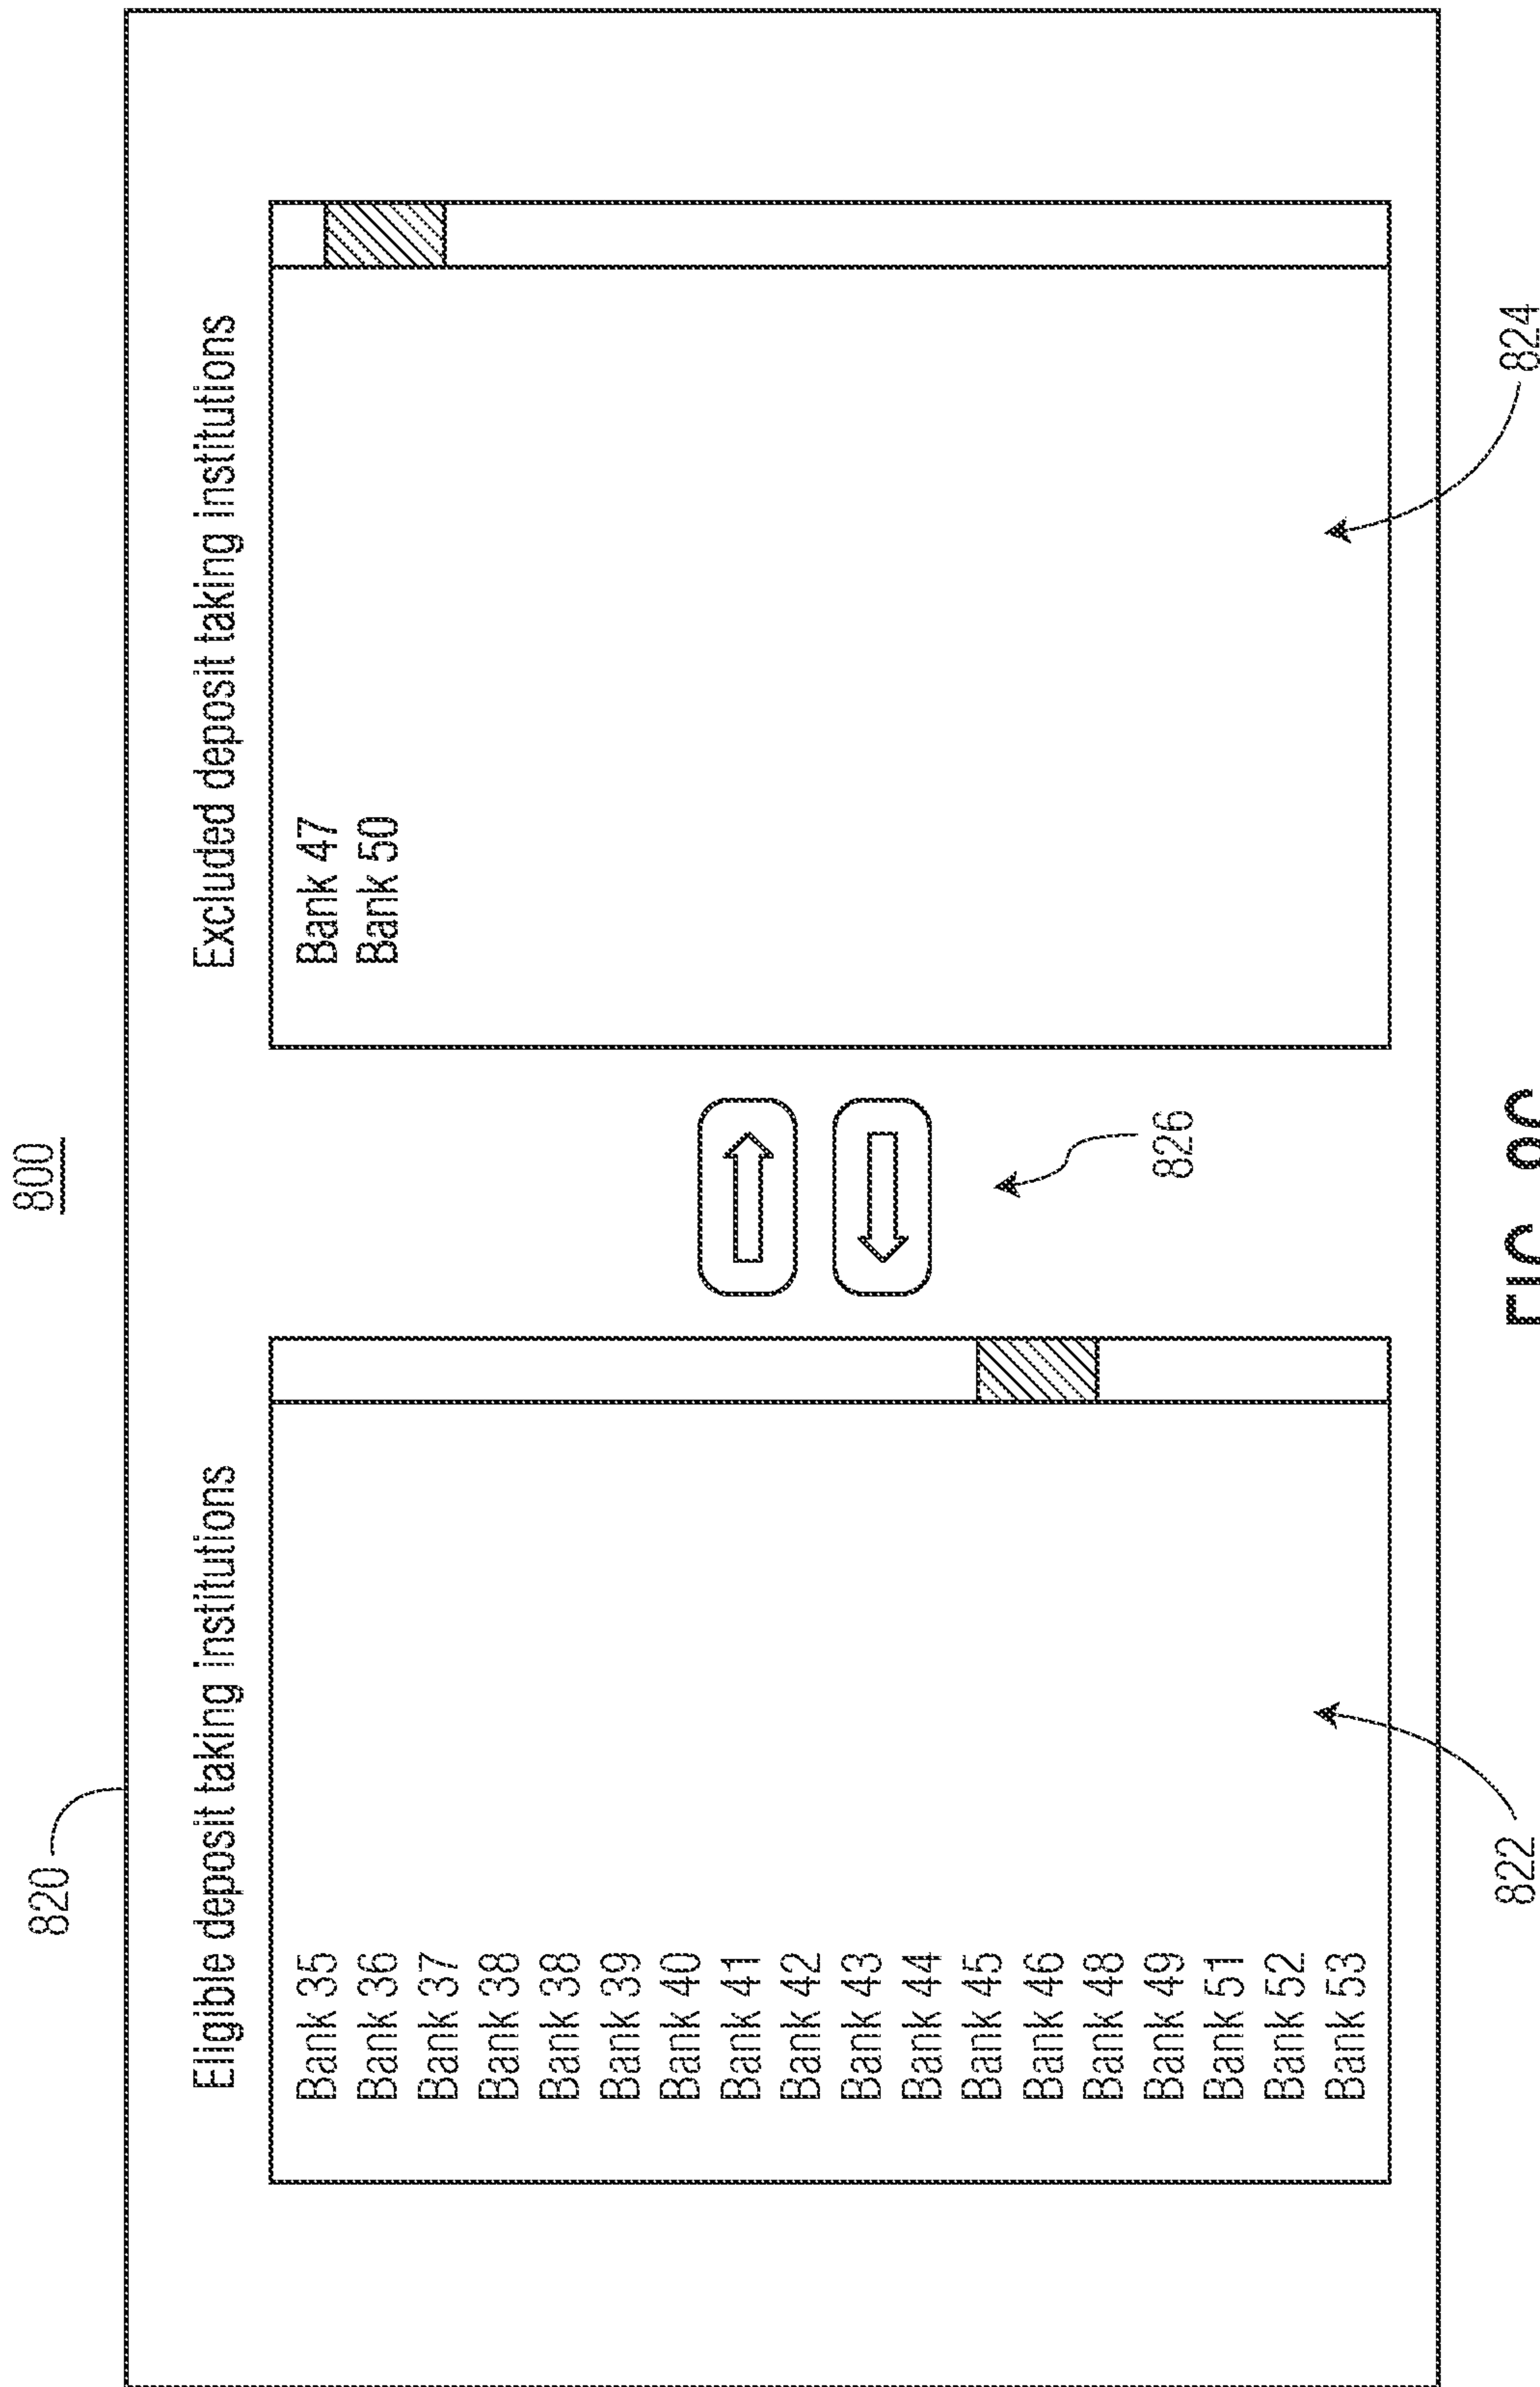 800
820
Eligible deposit taking institutions
Bank 35
Bank 36
Bank 37
Bank 38
Bank 38
Bank 39
Bank 40
Bank 41
Bank 42
Bank 43
Bank 44
Bank 45
Bank 46
Bank 48
Bank 49
Bank 51
Bank 52
Bank 53
822
826
Excluded deposit taking institutions
Bank 47
Bank 50
824